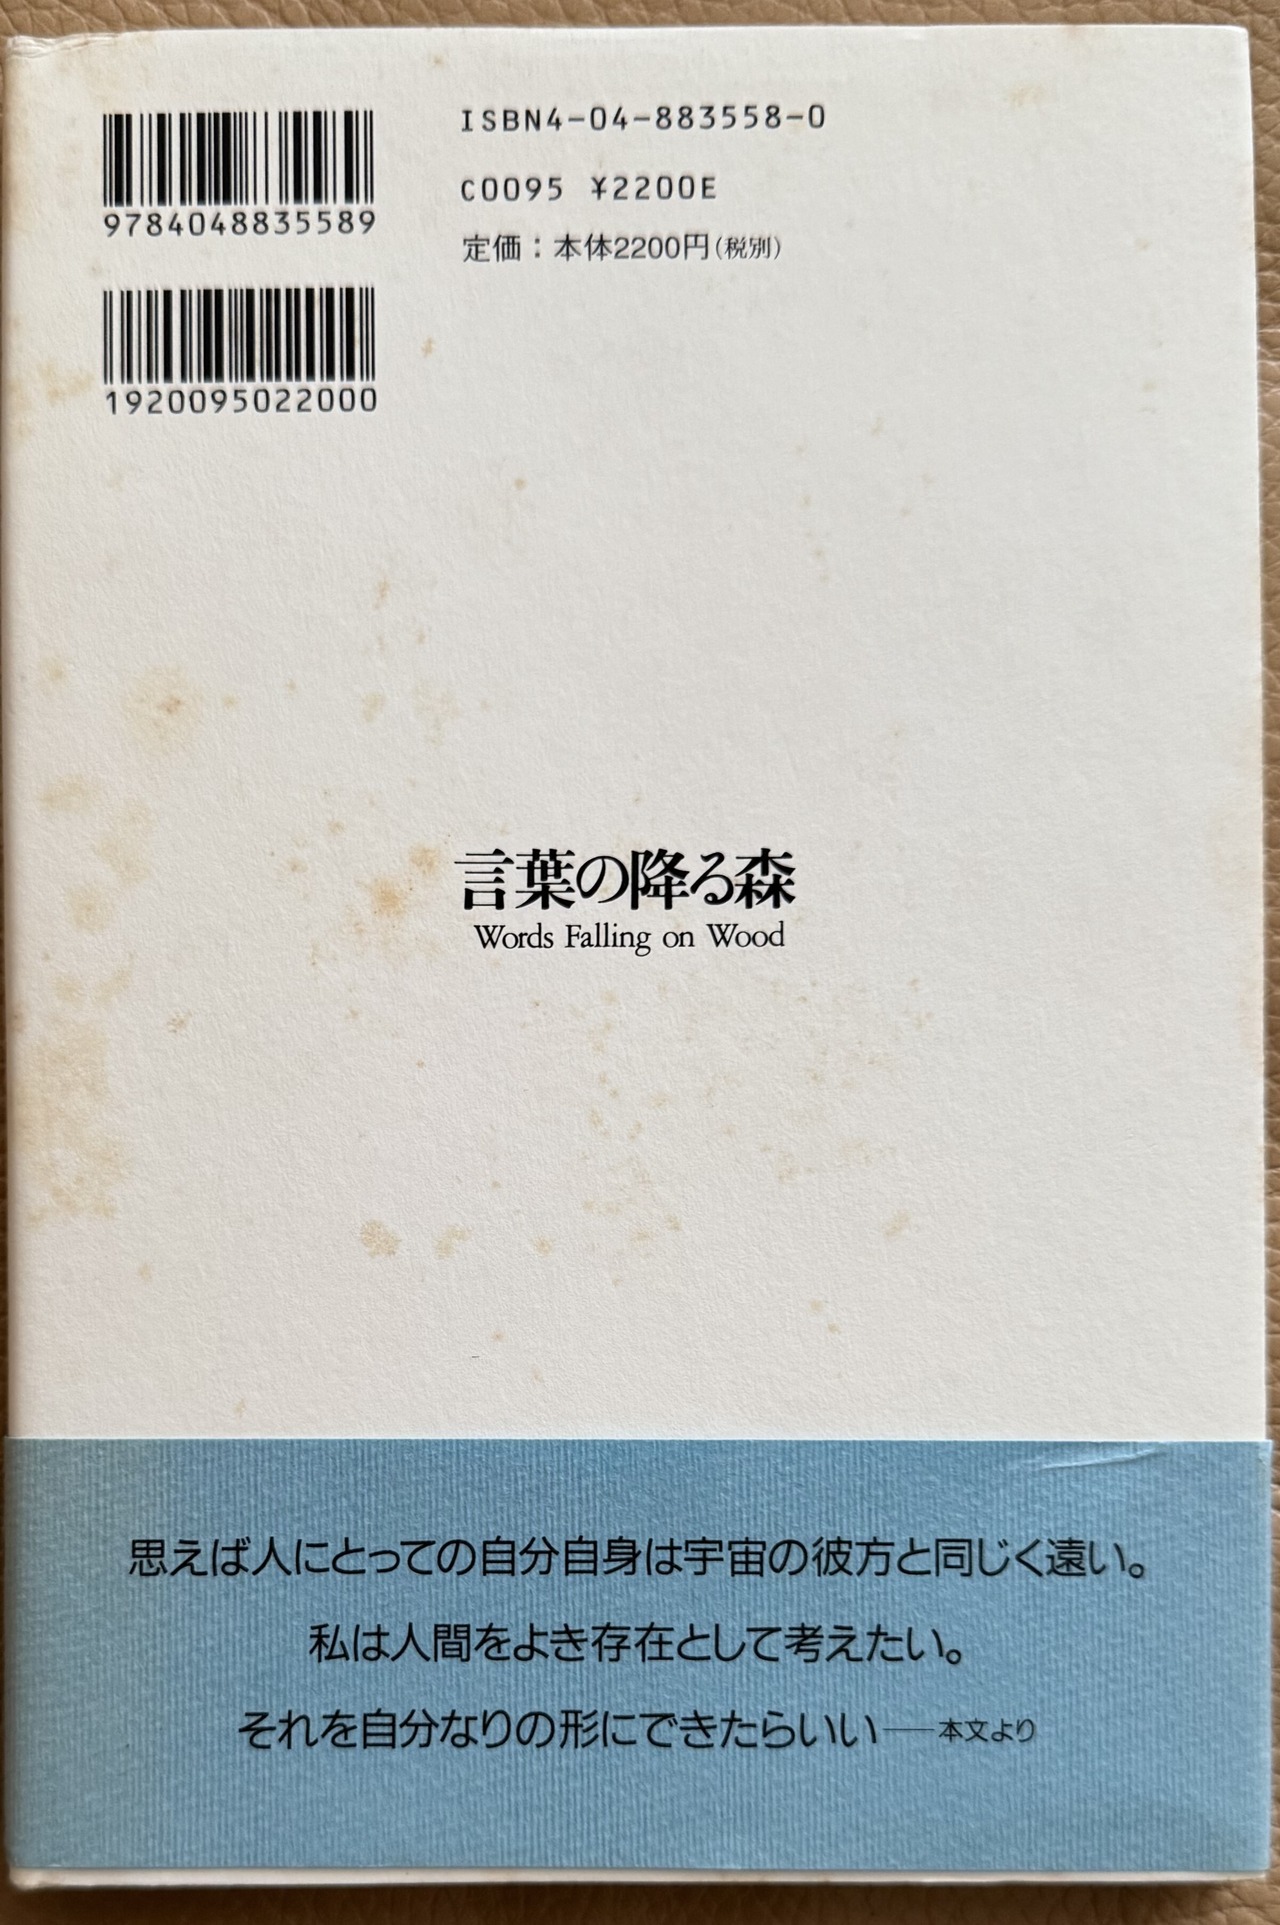 ISBN4-04-883558-0
C0095 ¥2200E
定価：本体2200円(税別)
9784048835589
1920095022000
言葉の降る森
Words Falling on Wood
思えば人にとっての自分自身は宇宙の彼方と同じく遠い。
私は人間をよき存在として考えたい。
それを自分なりの形にできたらいい──本文より